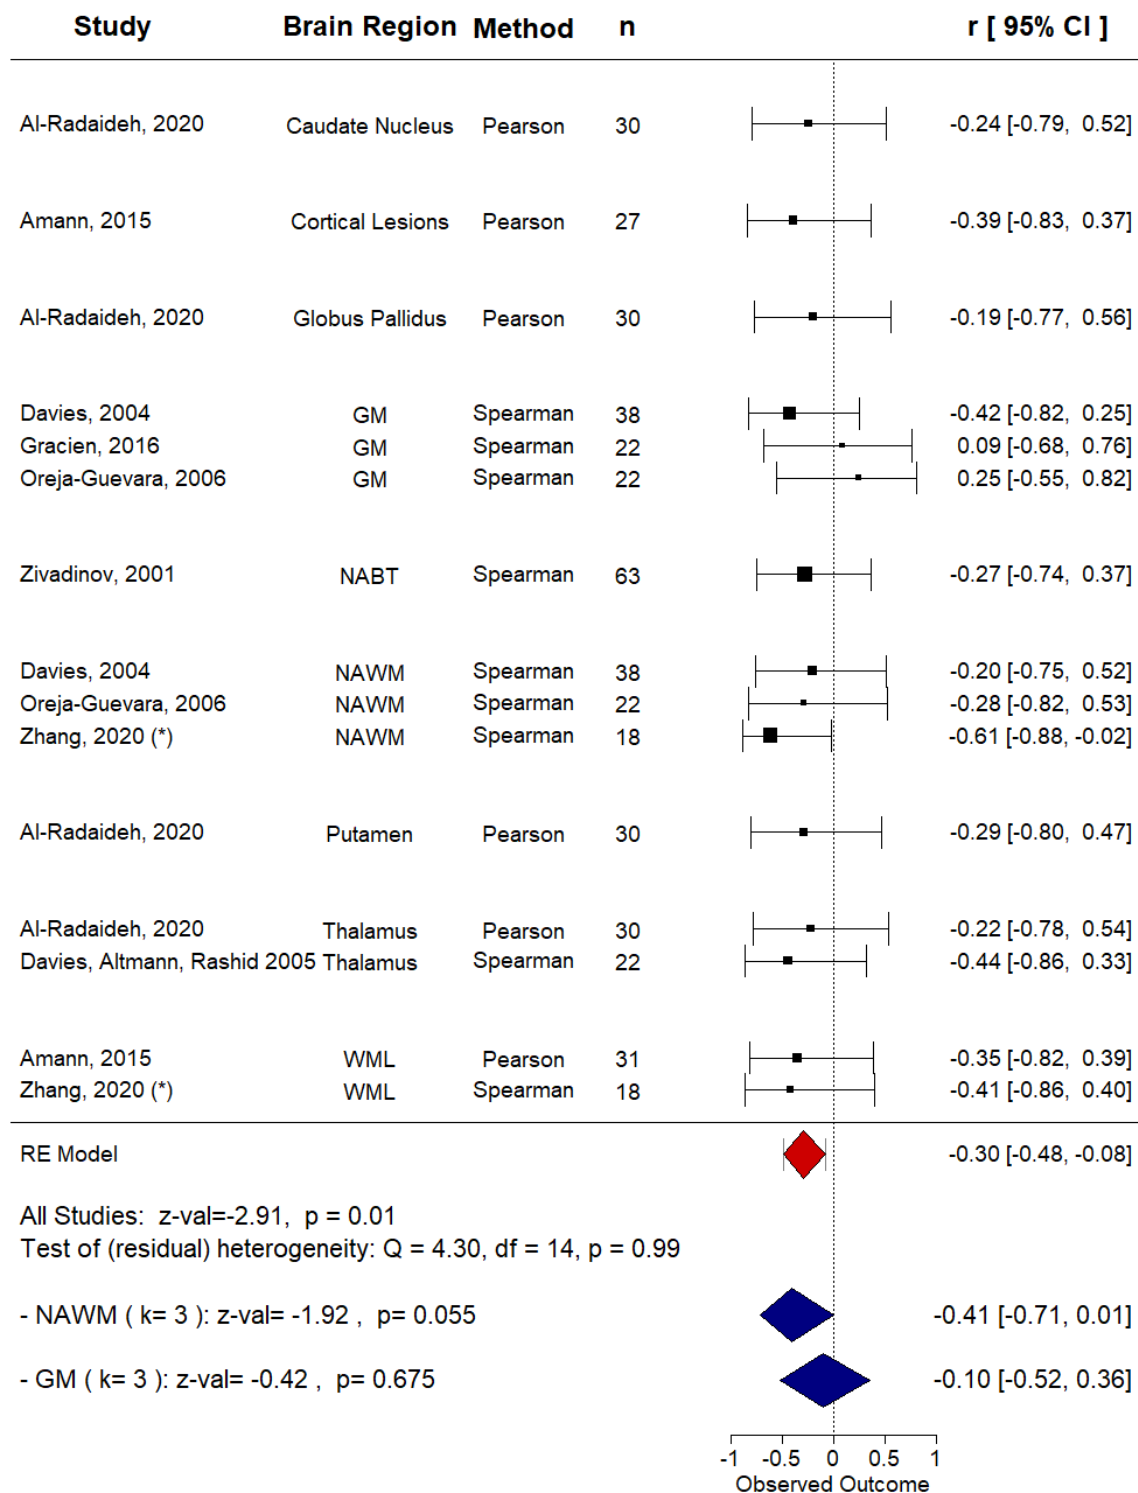 Study Brain Region Method n r [ 95% CI ]
Al-Radaideh, 2020 Caudate Nucleus Pearson 30 -0.24 [-0.79, 0.52]
Amann, 2015 Cortical Lesions Pearson 27 -0.39 [-0.83, 0.37]
Al-Radaideh, 2020 Globus Pallidus Pearson 30 -0.19 [-0.77, 0.56]
Davies, 2004 GM Spearman 38 -0.42 [-0.82, 0.25]
Gracien, 2016 GM Spearman 22 0.09 [-0.68, 0.76]
Oreja-Guevara, 2006 GM Spearman 22 0.25 [-0.55, 0.82]
Zivadinov, 2001 NABT Spearman 63 -0.27 [-0.74, 0.37]
Davies, 2004 NAWM Spearman 38 -0.20 [-0.75, 0.52]
Oreja-Guevara, 2006 NAWM Spearman 22 -0.28 [-0.82, 0.53]
Zhang, 2020 (*) NAWM Spearman 18 -0.61 [-0.88, -0.02]
Al-Radaideh, 2020 Putamen Pearson 30 -0.29 [-0.80, 0.47]
Al-Radaideh, 2020 Thalamus Pearson 30 -0.22 [-0.78, 0.54]
Davies, Altmann, Rashid 2005 Thalamus Spearman 22 -0.44 [-0.86, 0.33]
Amann, 2015 WML Pearson 31 -0.35 [-0.82, 0.39]
Zhang, 2020 (*) WML Spearman 18 -0.41 [-0.86, 0.40]
RE Model -0.30 [-0.48, -0.08]
All Studies: z-val=-2.91, p = 0.01
Test of (residual) heterogeneity: Q = 4.30, df = 14, p = 0.99
- NAWM ( k= 3 ): z-val= -1.92 , p= 0.055 -0.41 [-0.71, 0.01]
- GM ( k= 3 ): z-val= -0.42 , p= 0.675 -0.10 [-0.52, 0.36]
-1 -0.5 0 0.5 1
Observed Outcome